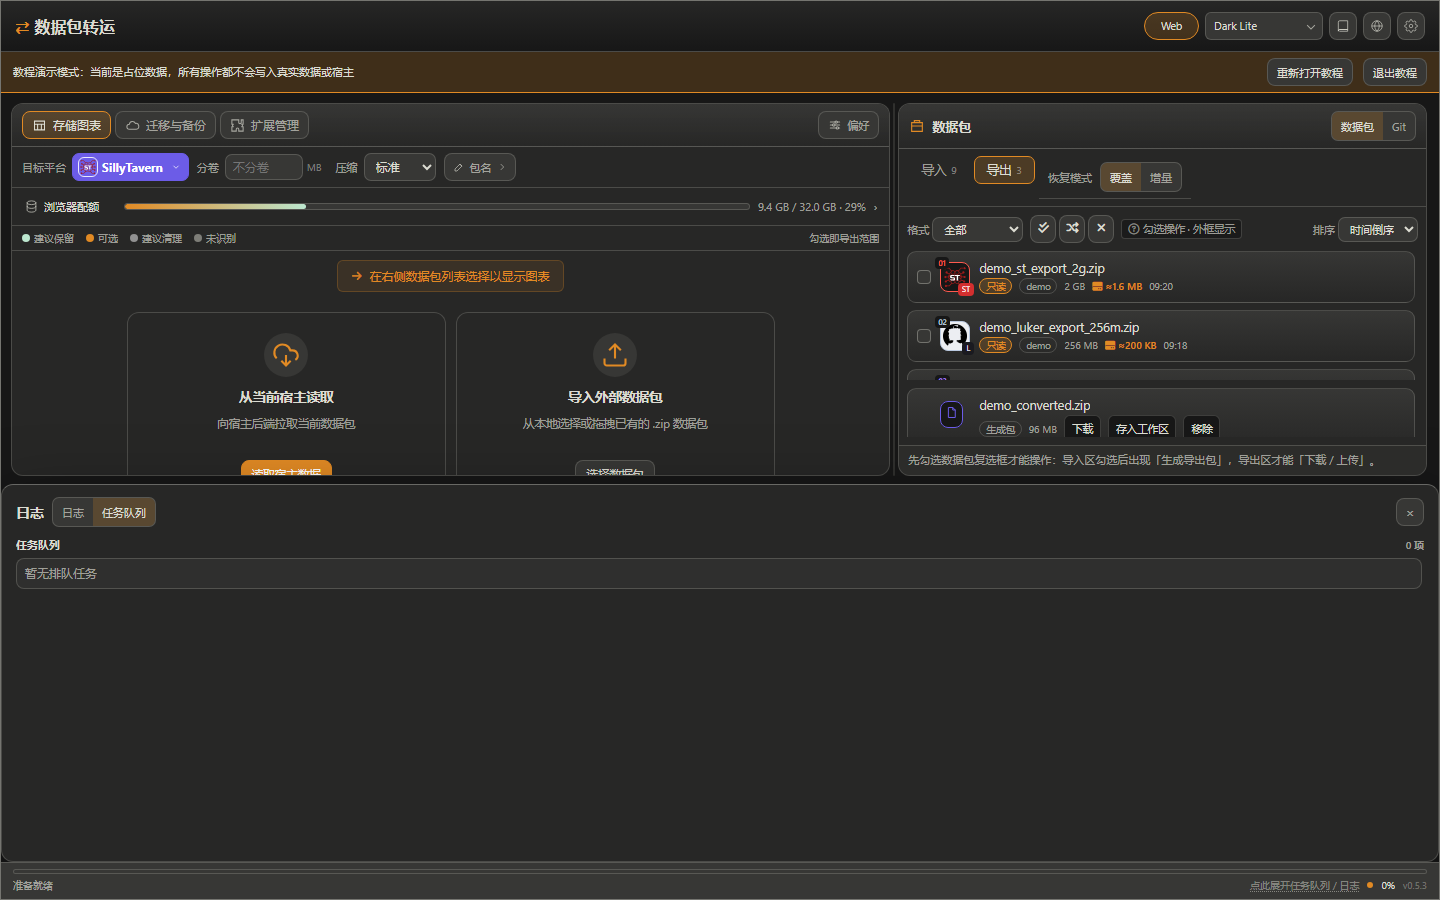 数据包转运
Web
Dark Lite
教程演示模式：当前是占位数据，所有操作都不会写入真实数据或宿主
重新打开教程
退出教程
存储图表
迁移与备份
扩展管理
偏好
目标平台
ST
SillyTavern
分卷
不分卷
MB
压缩
标准
包名
浏览器配额
9.4 GB / 32.0 GB · 29%
建议保留
可选
建议清理
未识别
勾选即导出范围
在右侧数据包列表选择以显示图表
从当前宿主读取
向宿主后端拉取当前数据包
读取宿主数据
导入外部数据包
从本地选择或拖拽已有的 .zip 数据包
选择数据包
数据包
数据包
Git
导入 9
导出 3
恢复模式
覆盖
增量
格式
全部
勾选操作 · 外框显示
排序
时间倒序
01
ST
ST
demo_st_export_2g.zip
只读
demo
2 GB
≈1.6 MB
09:20
02
L
demo_luker_export_256m.zip
只读
demo
256 MB
≈200 KB
09:18
demo_converted.zip
生成包
96 MB
下载
存入工作区
移除
先勾选数据包复选框才能操作：导入区勾选后出现「生成导出包」，导出区才能「下载 / 上传」。
日志
日志
任务队列
任务队列
0 项
暂无排队任务
准备就绪
点此展开任务队列 / 日志
0%
v0.5.3